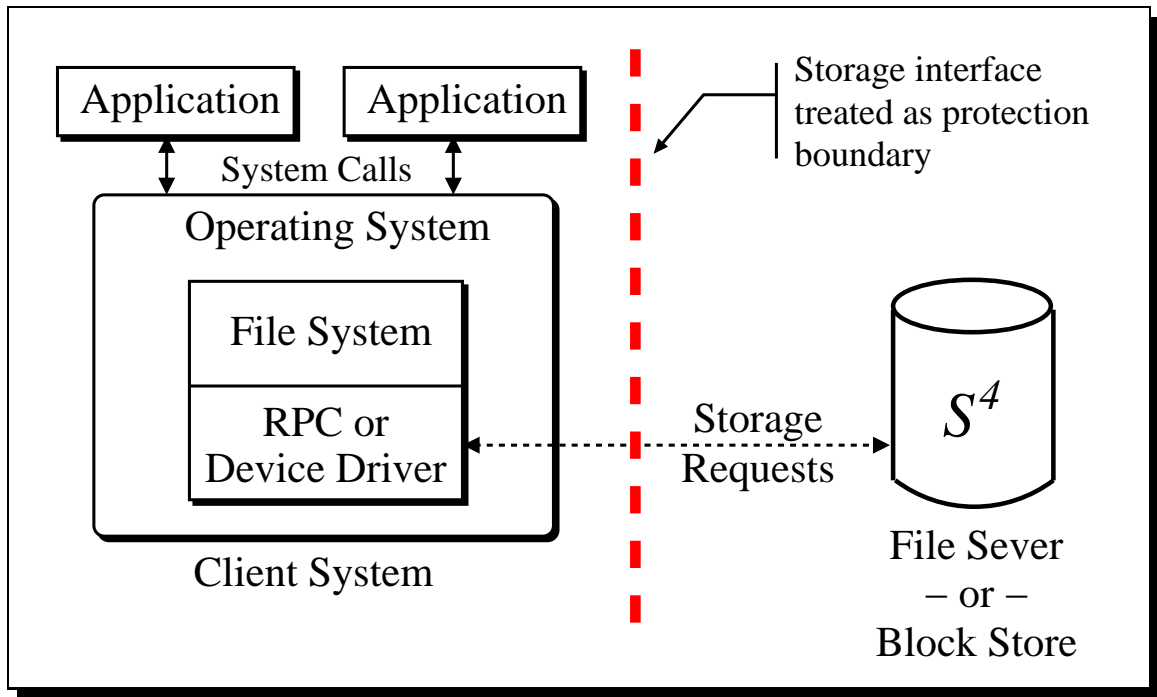 Application
Application
System Calls
Operating System
File System
RPC or
Device Driver
Client System
Storage interface
treated as protection
boundary
Storage
Requests
S⁴
File Sever
– or –
Block Store